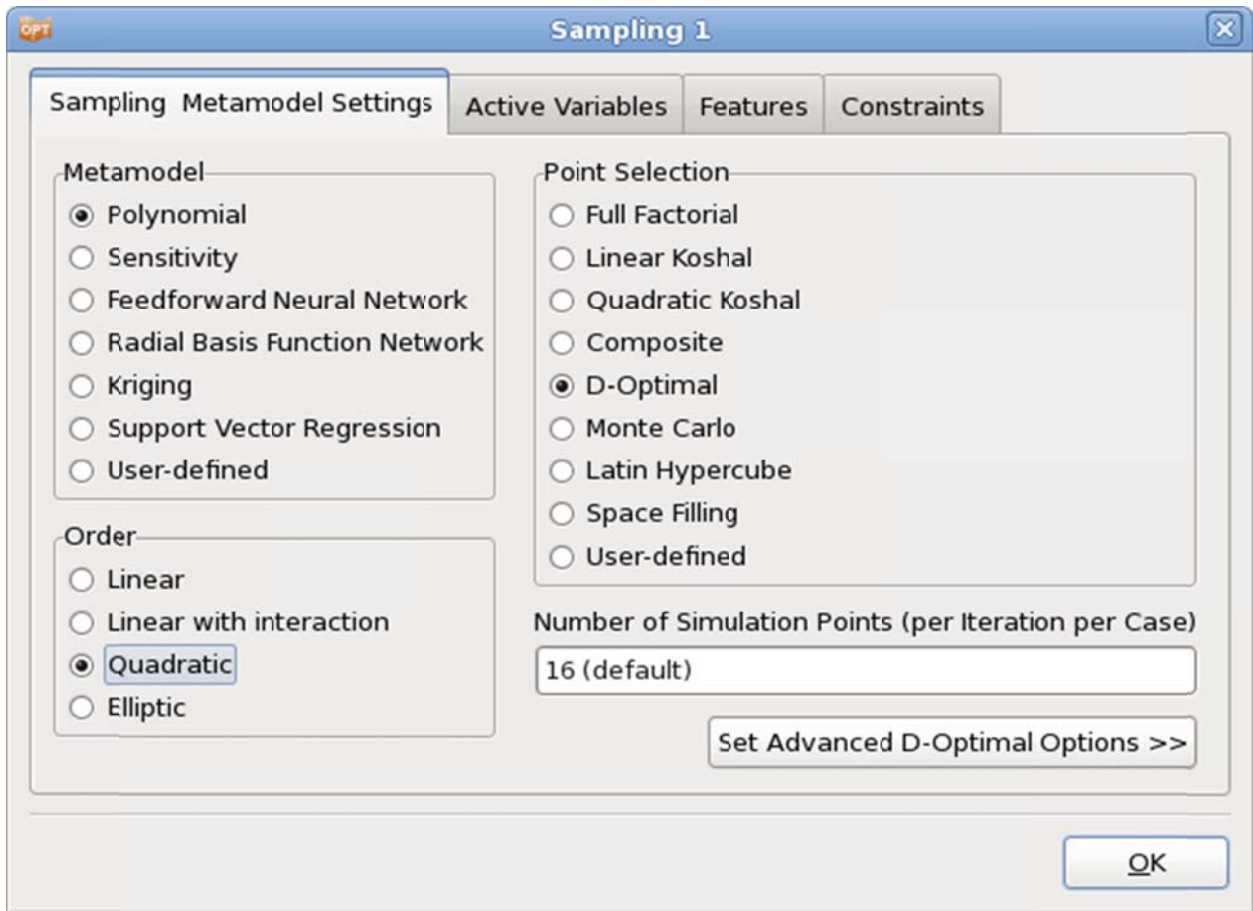 OPT
Sampling 1
Sampling Metamodel Settings
Active Variables
Features
Constraints
Metamodel
Polynomial
Sensitivity
Feedforward Neural Network
Radial Basis Function Network
Kriging
Support Vector Regression
User-defined
Order
Linear
Linear with interaction
Quadratic
Elliptic
Point Selection
Full Factorial
Linear Koshal
Quadratic Koshal
Composite
D-Optimal
Monte Carlo
Latin Hypercube
Space Filling
User-defined
Number of Simulation Points (per Iteration per Case)
16 (default)
Set Advanced D-Optimal Options >>
OK